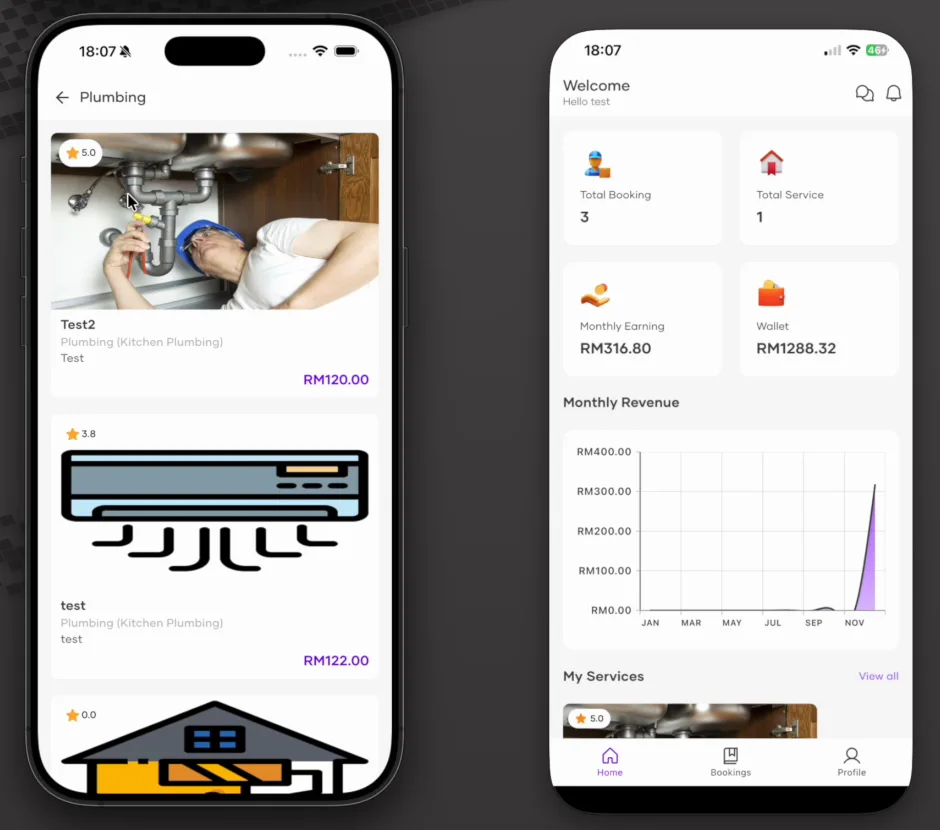 18:07
Plumbing
5.0
Test2
Plumbing (Kitchen Plumbing)
Test
RM120.00
3.8
test
Plumbing (Kitchen Plumbing)
test
RM122.00
0.0
18:07
46
Welcome
Hello test
Total Booking
3
Total Service
1
Monthly Earning
RM316.80
Wallet
RM1288.32
Monthly Revenue
RM400.00
RM300.00
RM200.00
RM100.00
RM0.00
JAN MAR MAY JUL SEP NOV
My Services
View all
5.0
Home
Bookings
Profile